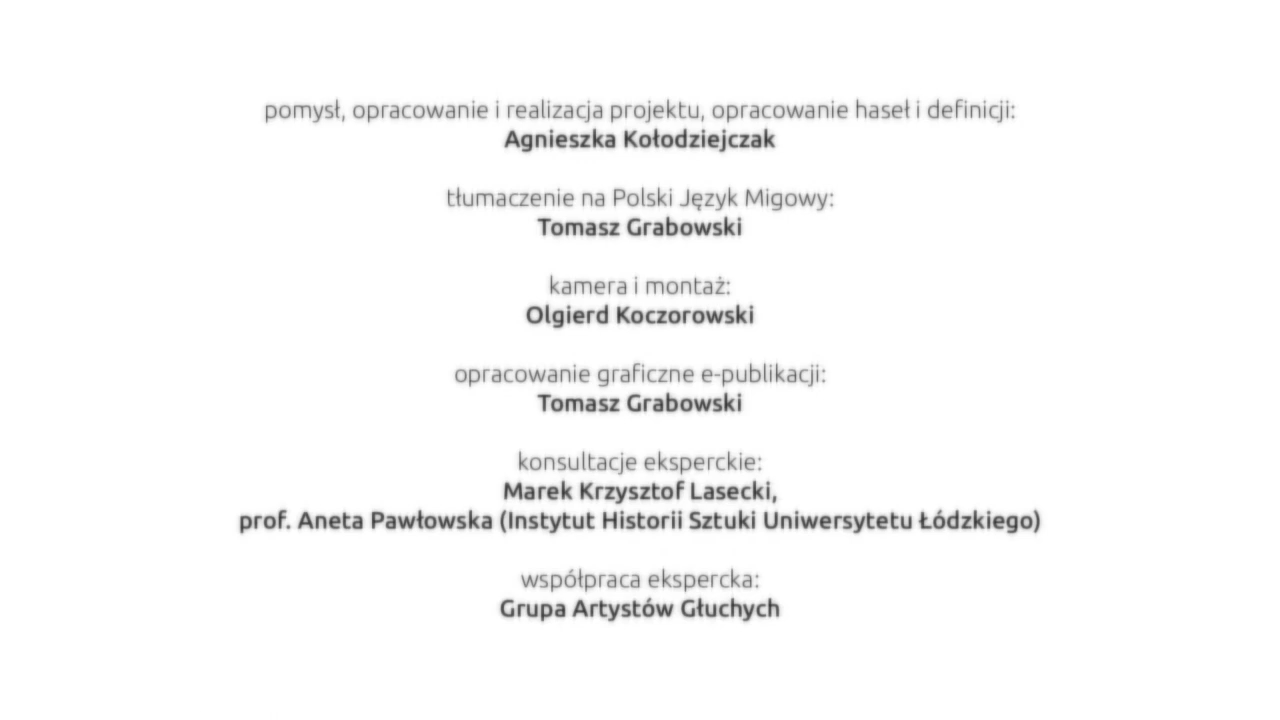 pomysł, opracowanie i realizacja projektu, opracowanie haseł i definicji:
Agnieszka Kołodziejczak
tłumaczenie na Polski Język Migowy:
Tomasz Grabowski
kamera i montaż:
Olgierd Koczorowski
opracowanie graficzne e-publikacji:
Tomasz Grabowski
konsultacje eksperckie:
Marek Krzysztof Lasecki,
prof. Aneta Pawłowska (Instytut Historii Sztuki Uniwersytetu Łódzkiego)
współpraca ekspercka:
Grupa Artystów Głuchych